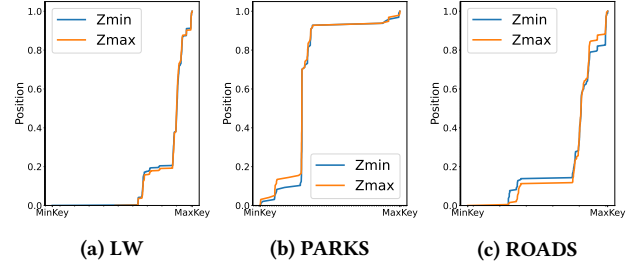 1.0
0.8
0.6
0.4
0.2
0.0
Position
Zmin
Zmax
MinKey
MaxKey
(a) LW
1.0
0.8
0.6
0.4
0.2
0.0
Position
Zmin
Zmax
MinKey
MaxKey
(b) PARKS
1.0
0.8
0.6
0.4
0.2
0.0
Position
Zmin
Zmax
MinKey
MaxKey
(c) ROADS